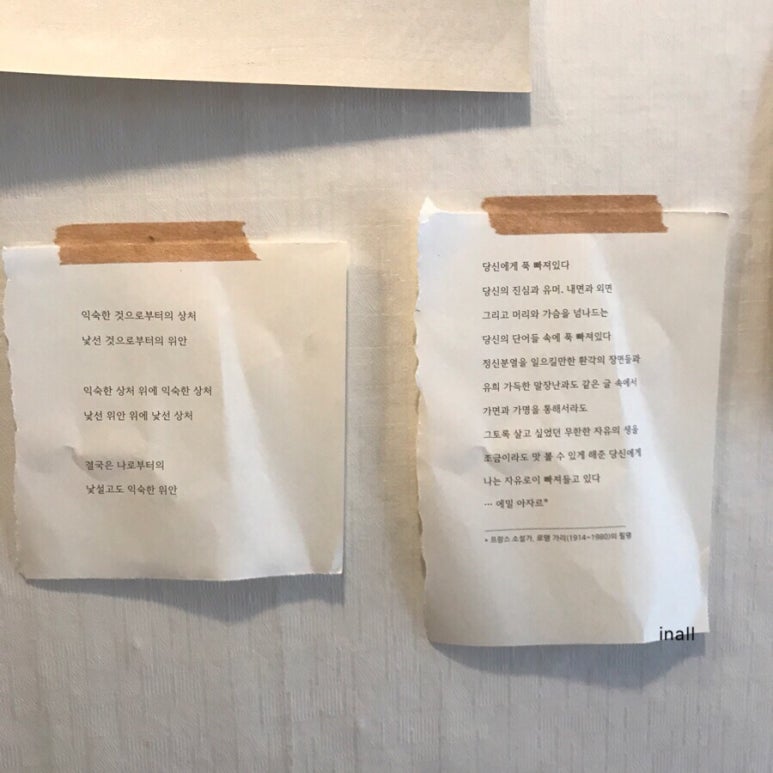 익숙한 것으로부터의 상처
낯선 것으로부터의 위안
익숙한 상처 위에 익숙한 상처
낯선 위안 위에 낯선 상처
결국은 나로부터의
낯설고도 익숙한 위안
당신에게 푹 빠져있다
당신의 진심과 유머, 내면과 외면
그리고 머리와 가슴을 넘나드는
당신의 단어들 속에 푹 빠져있다
정신분열을 일으킬만한 환각의 장면들과
유희 가득한 말장난과도 같은 글 속에서
가면과 가명을 통해서라도
그토록 살고 싶었던 무한한 자유의 생을
조금이라도 맛 볼 수 있게 해준 당신에게
나는 자유로이 빠져들고 있다
… 에밀 아자르*
* 프랑스 소설가, 로맹 가리(1914~1980)의 필명
inall